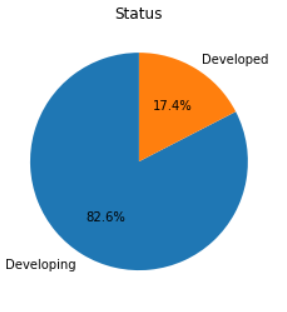 Status
Developed
17.4%
82.6%
Developing